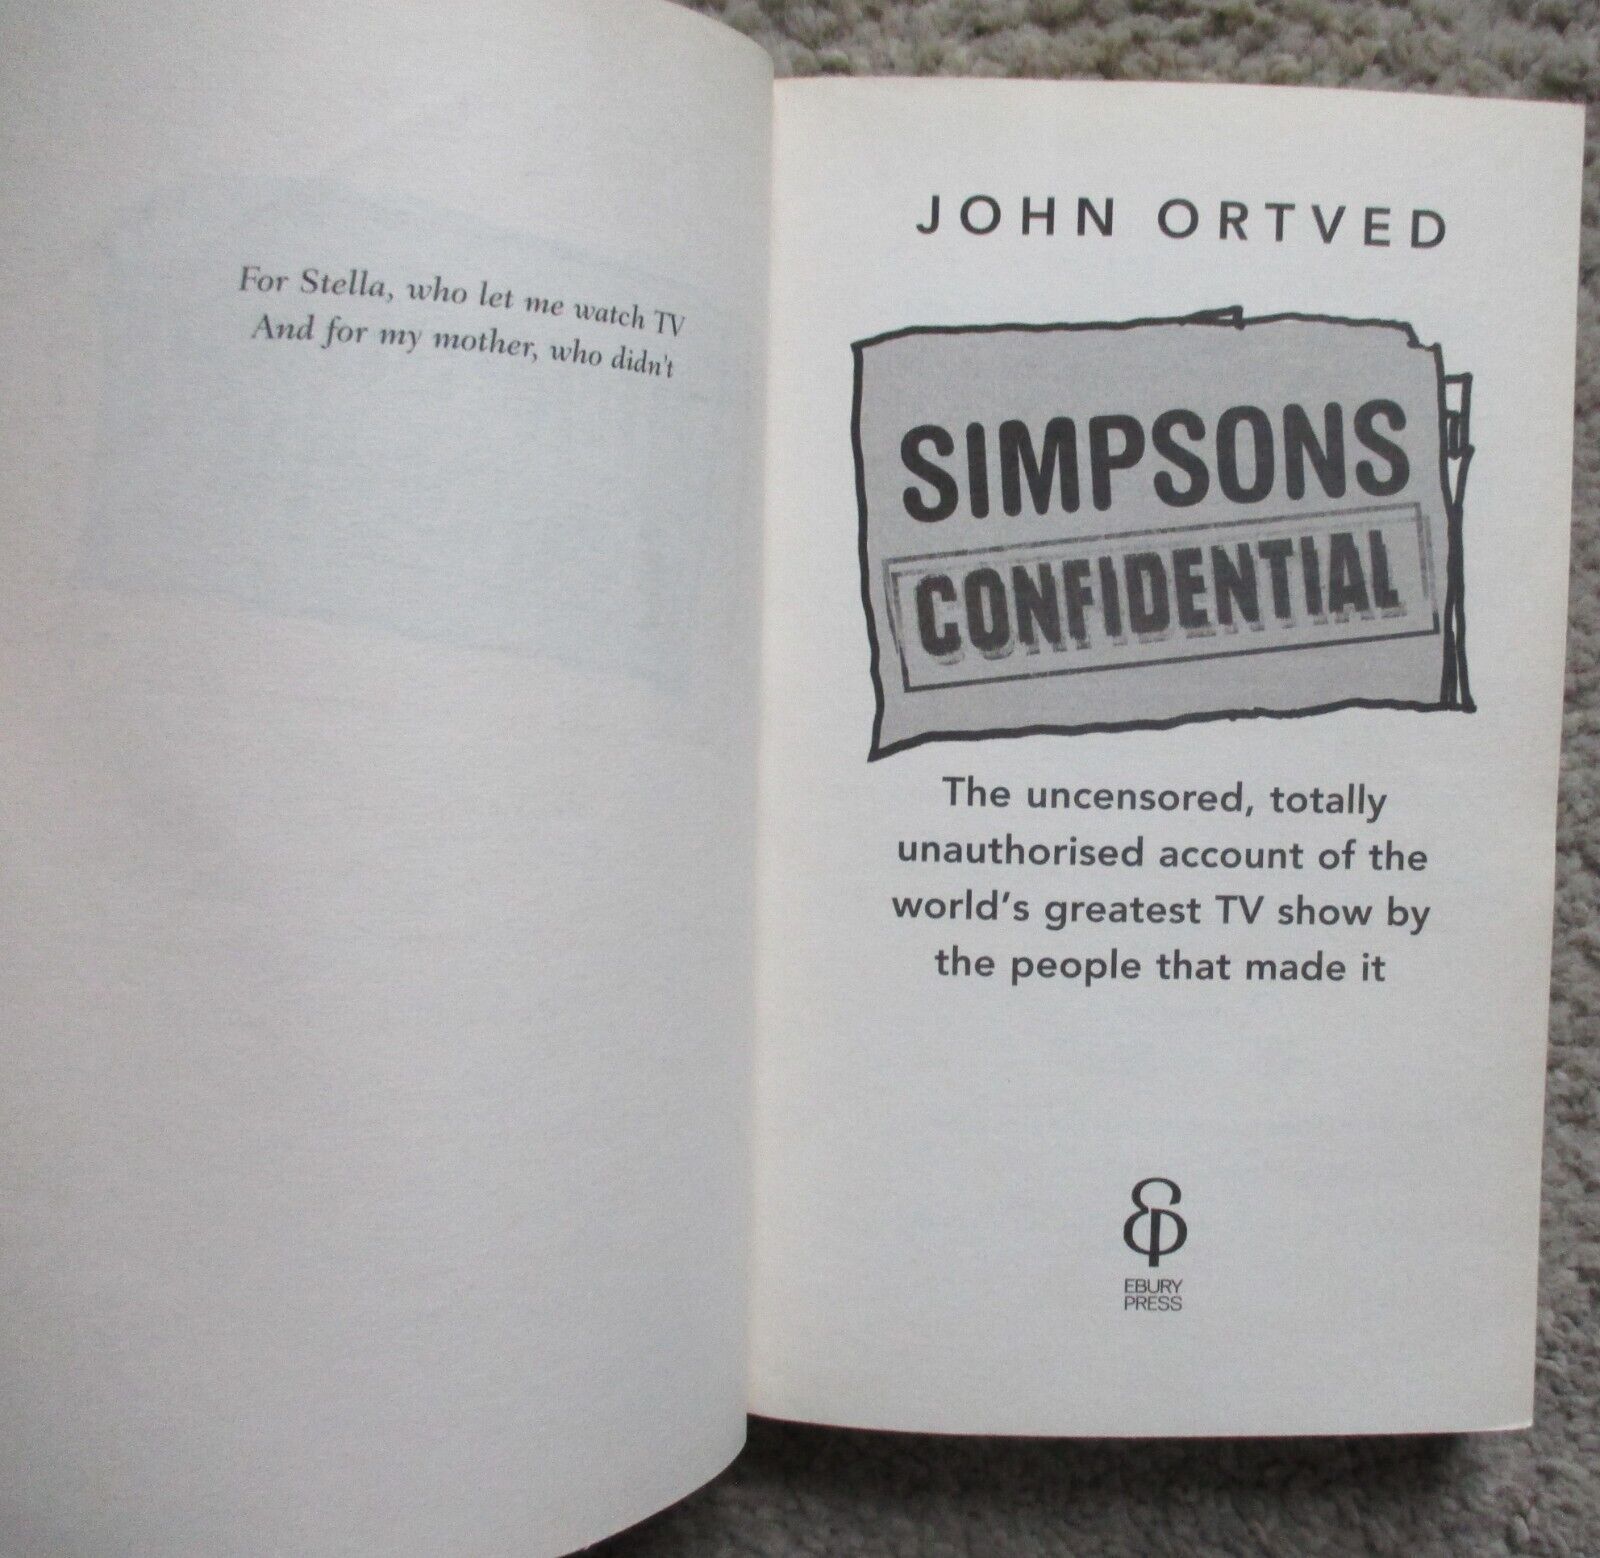 For Stella, who let me watch TV
And for my mother, who didn't
JOHN ORTVED
SIMPSONS
CONFIDENTIAL
The uncensored, totally
unauthorised account of the
world's greatest TV show by
the people that made it
EBURY
PRESS